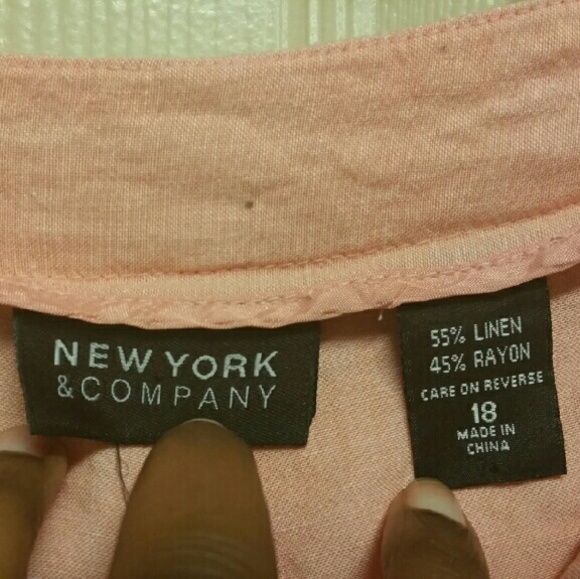 NEW YORK
& COMPANY
55% LINEN
45% RAYON
CARE ON REVERSE
18
MADE IN
CHINA